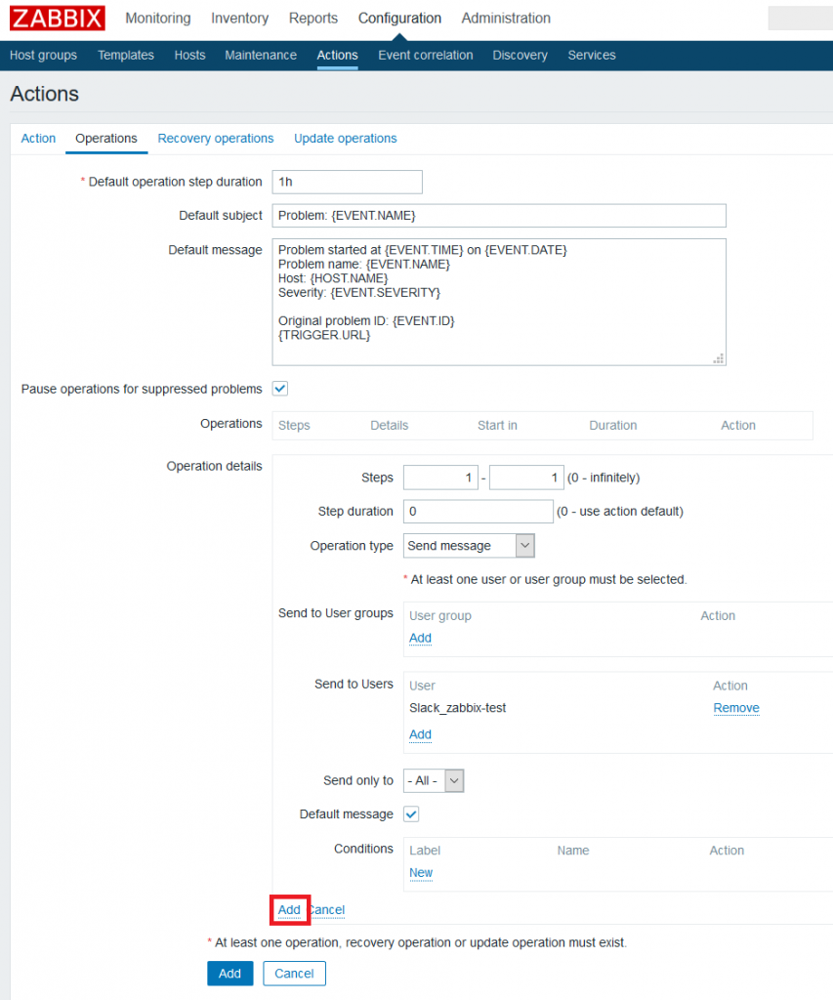 ZABBIX Monitoring Inventory Reports Configuration Administration
Host groups Templates Hosts Maintenance Actions Event correlation Discovery Services
Actions
Action Operations Recovery operations Update operations
* Default operation step duration 1h
Default subject Problem: {EVENT.NAME}
Default message Problem started at {EVENT.TIME} on {EVENT.DATE}
Problem name: {EVENT.NAME}
Host: {HOST.NAME}
Severity: {EVENT.SEVERITY}
Original problem ID: {EVENT.ID}
{TRIGGER.URL}
Pause operations for suppressed problems
Operations Steps Details Start in Duration Action
Operation details
Steps 1 - 1 (0 - infinitely)
Step duration 0 (0 - use action default)
Operation type Send message
* At least one user or user group must be selected.
Send to User groups User group Action
Add
Send to Users User Action
Slack_zabbix-test Remove
Add
Send only to - All -
Default message
Conditions Label Name Action
New
Add Cancel
* At least one operation, recovery operation or update operation must exist.
Add Cancel